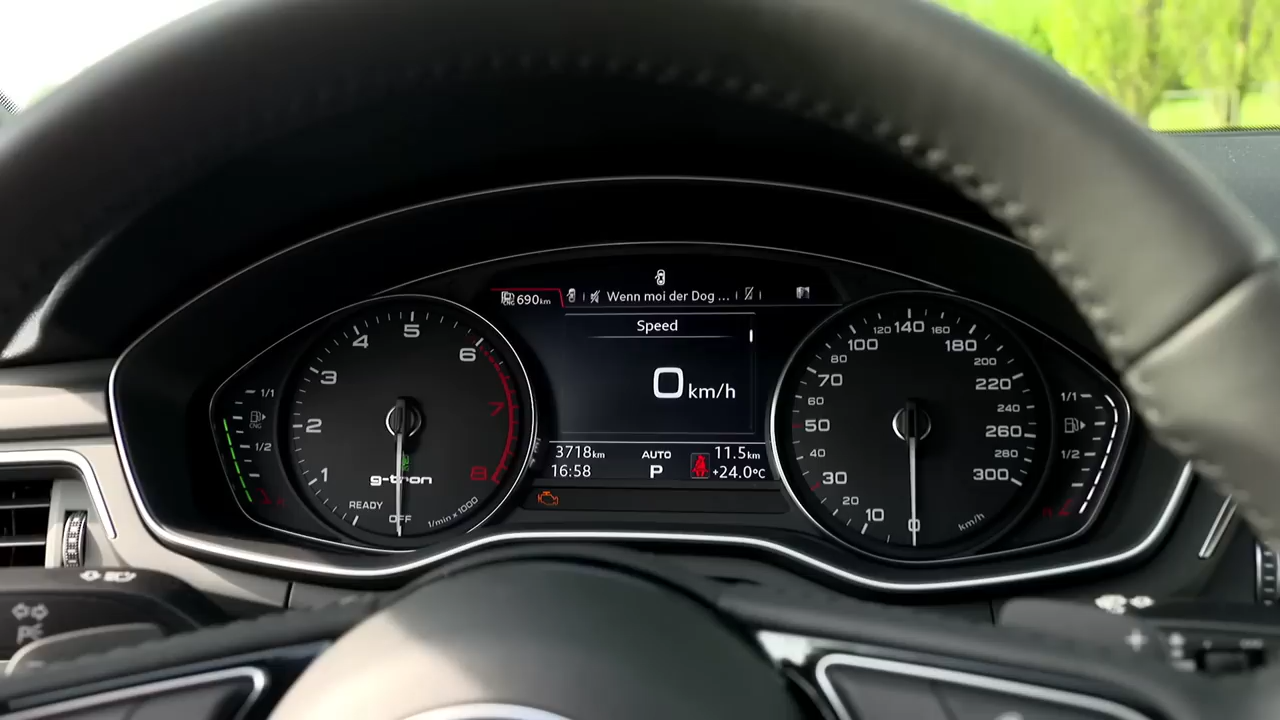 690km
Wenn moi der Dog ...
Speed
0 km/h
3718km
16:58
AUTO
P
11.5km
+24.0°C
1/1
CNG
1/2
1
2
3
4
5
6
7
8
g-tron
READY
OFF
1/min x 1000
0
10
20
30
40
50
60
70
80
100
120
140
160
180
200
220
240
260
280
300
km/h
1/1
1/2